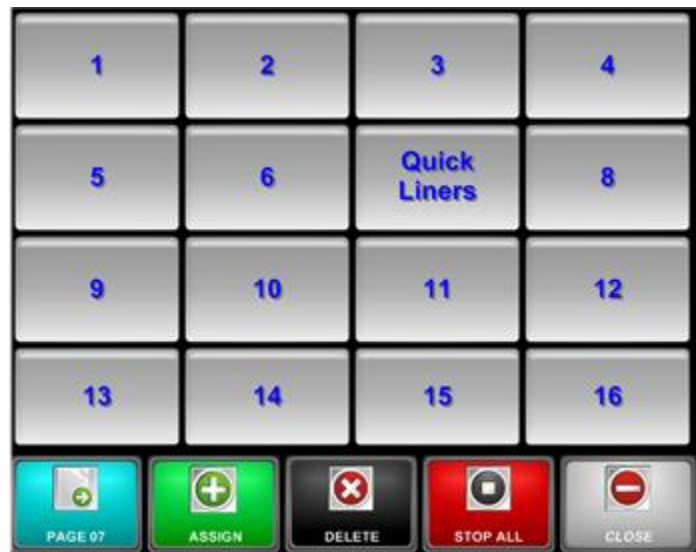 1 2 3 4
5 6 Quick Liners 8
9 10 11 12
13 14 15 16
PAGE 07 ASSIGN DELETE STOP ALL CLOSE